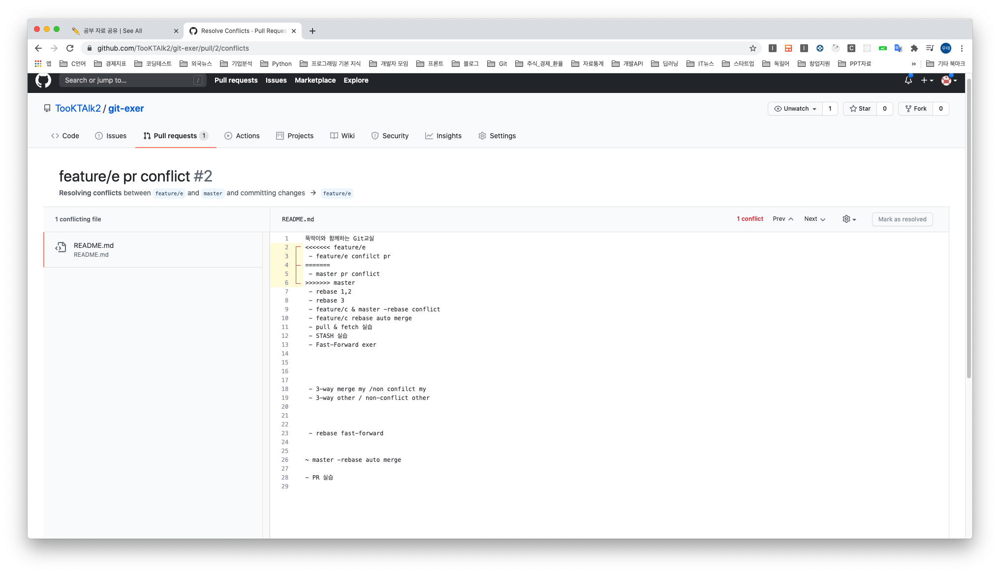 공부 자료 공유 | See All
Resolve Conflicts · Pull Reques
github.com/TooKTAlk2/git-exer/pull/2/conflicts
앱 C언어 경제지표 코딩테스트 외국뉴스 기업분석 Python 프로그래밍 기본 지식 개발자 모임 프론트 블로그 Git 주식_경제_환율 자료통계 개발API 딥러닝 IT뉴스 스타트업 독일어 창업지원 PPT자료 » 기타 북마크
Search or jump to... / Pull requests Issues Marketplace Explore
TooKTAlk2 / git-exer
Unwatch 1 Star 0 Fork 0
Code Issues Pull requests 1 Actions Projects Wiki Security Insights Settings
feature/e pr conflict #2
Resolving conflicts between feature/e and master and committing changes → feature/e
1 conflicting file
README.md
README.md
README.md 1 conflict Prev Next Mark as resolved
1 뚝딱이와 함께하는 Git교실
2 <<<<<<< feature/e
3 - feature/e confilct pr
4 =======
5 - master pr conflict
6 >>>>>>> master
7 - rebase 1,2
8 - rebase 3
9 - feature/c & master -rebase conflict
10 - feature/c rebase auto merge
11 - pull & fetch 실습
12 - STASH 실습
13 - Fast-Forward exer
14
15
16
17
18 - 3-way merge my /non confilct my
19 - 3-way other / non-conflict other
20
21
22
23 - rebase fast-forward
24
25
26 ~ master -rebase auto merge
27
28 - PR 실습
29